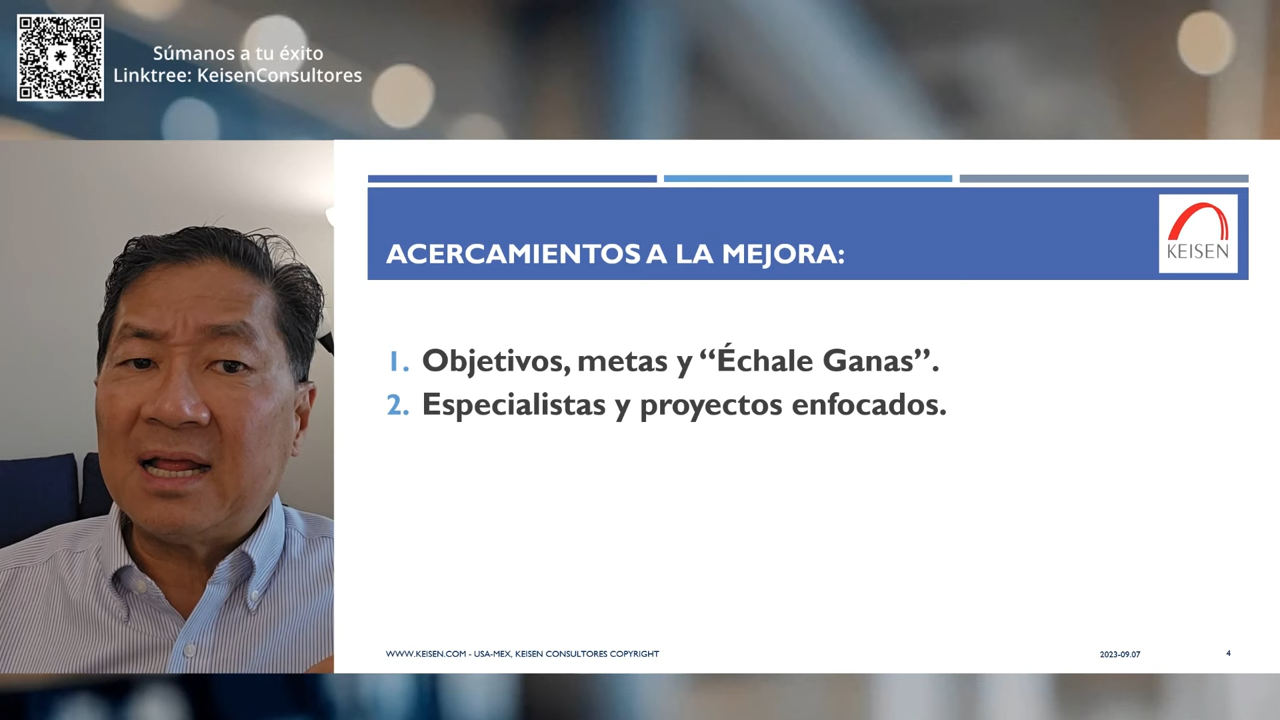 Súmanos a tu éxito
Linktree: KeisenConsultores
ACERCAMIENTOS A LA MEJORA:
KEISEN
1. Objetivos, metas y “Échale Ganas”.
2. Especialistas y proyectos enfocados.
WWW.KEISEN.COM - USA-MEX, KEISEN CONSULTORES COPYRIGHT
2023-09.07
4